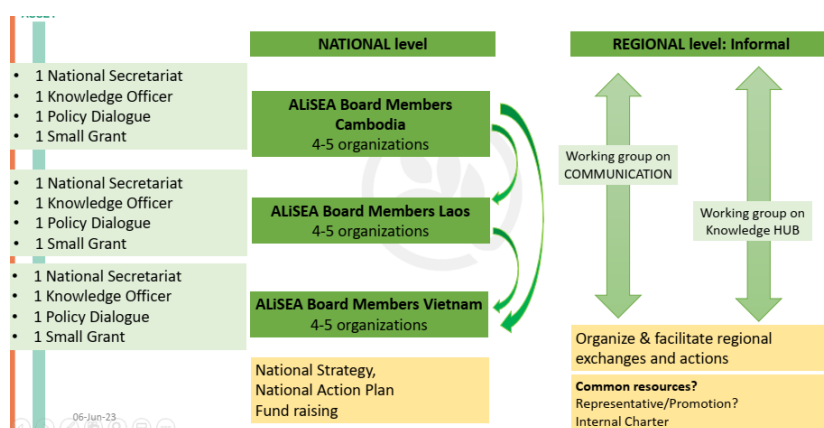 NATIONAL level
REGIONAL level: Informal
• 1 National Secretariat
• 1 Knowledge Officer
• 1 Policy Dialogue
• 1 Small Grant
ALiSEA Board Members
Cambodia
4-5 organizations
• 1 National Secretariat
• 1 Knowledge Officer
• 1 Policy Dialogue
• 1 Small Grant
ALiSEA Board Members Laos
4-5 organizations
• 1 National Secretariat
• 1 Knowledge Officer
• 1 Policy Dialogue
• 1 Small Grant
ALiSEA Board Members Vietnam
4-5 organizations
National Strategy,
National Action Plan
Fund raising
Working group on
COMMUNICATION
Working group on
Knowledge HUB
Organize & facilitate regional
exchanges and actions
Common resources?
Representative/Promotion?
Internal Charter
06-Jun-23